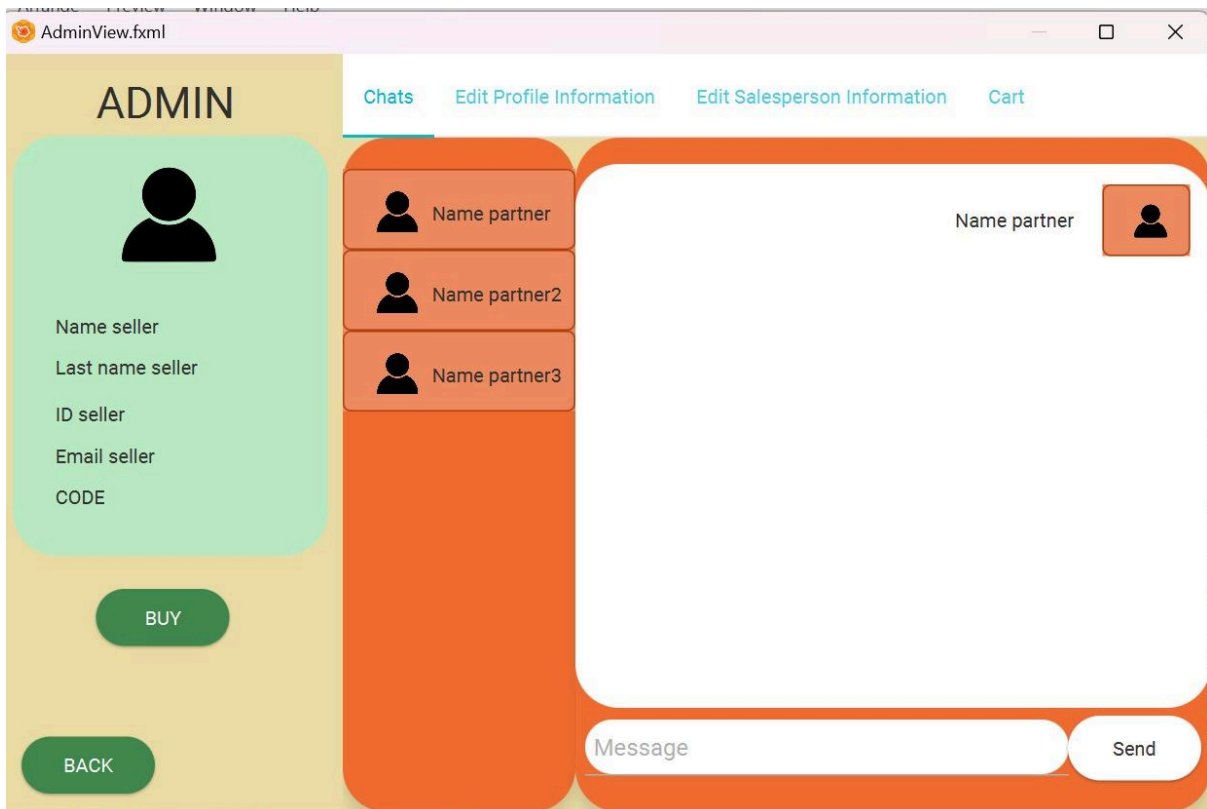 AdminView.fxml
ADMIN
Name seller
Last name seller
ID seller
Email seller
CODE
BUY
BACK
Chats Edit Profile Information Edit Salesperson Information Cart
Name partner
Name partner2
Name partner3
Name partner
Message
Send